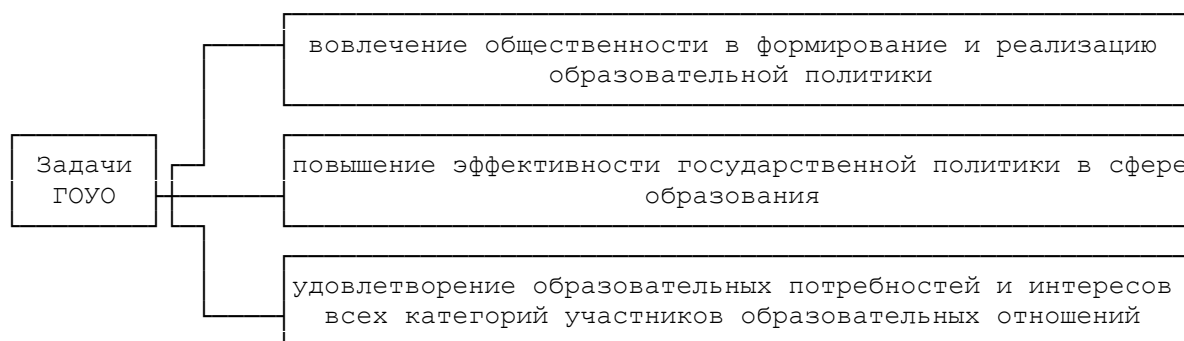 вовлечение общественности в формирование и реализацию
образовательной политики
Задачи
ГОУО
повышение эффективности государственной политики в сфере
образования
удовлетворение образовательных потребностей и интересов
всех категорий участников образовательных отношений